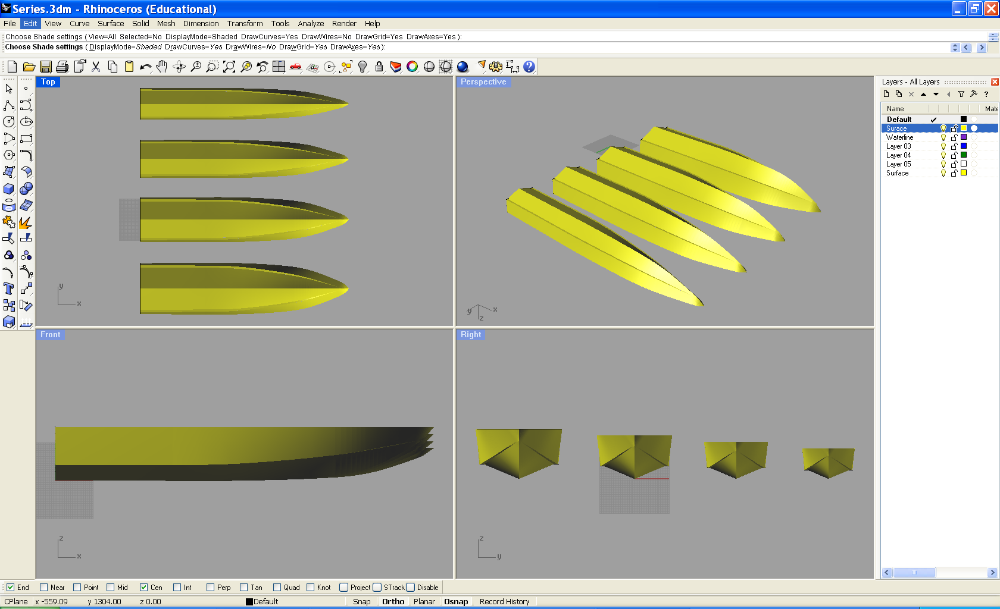 Series.3dm - Rhinoceros (Educational)
File Edit View Curve Surface Solid Mesh Dimension Transform Tools Analyze Render Help
Choose Shade settings ( View=All Selected=No DisplayMode=Shaded DrawCurves=Yes DrawWires=No DrawGrid=Yes DrawAxes=Yes ):
Choose Shade settings ( DisplayMode=Shaded DrawCurves=Yes DrawWires=No DrawGrid=Yes DrawAxes=Yes ):
Top
y
x
Perspective
y
x
z
Front
z
x
Right
z
y
Layers - All Layers
?
Name Mate
Default
Surace
Waterline
Layer 03
Layer 04
Layer 05
Surface
End Near Point Mid Cen Int Perp Tan Quad Knot Project STrack Disable
CPlane x -559.09 y 1304.00 z 0.00 Default Snap Ortho Planar Osnap Record History